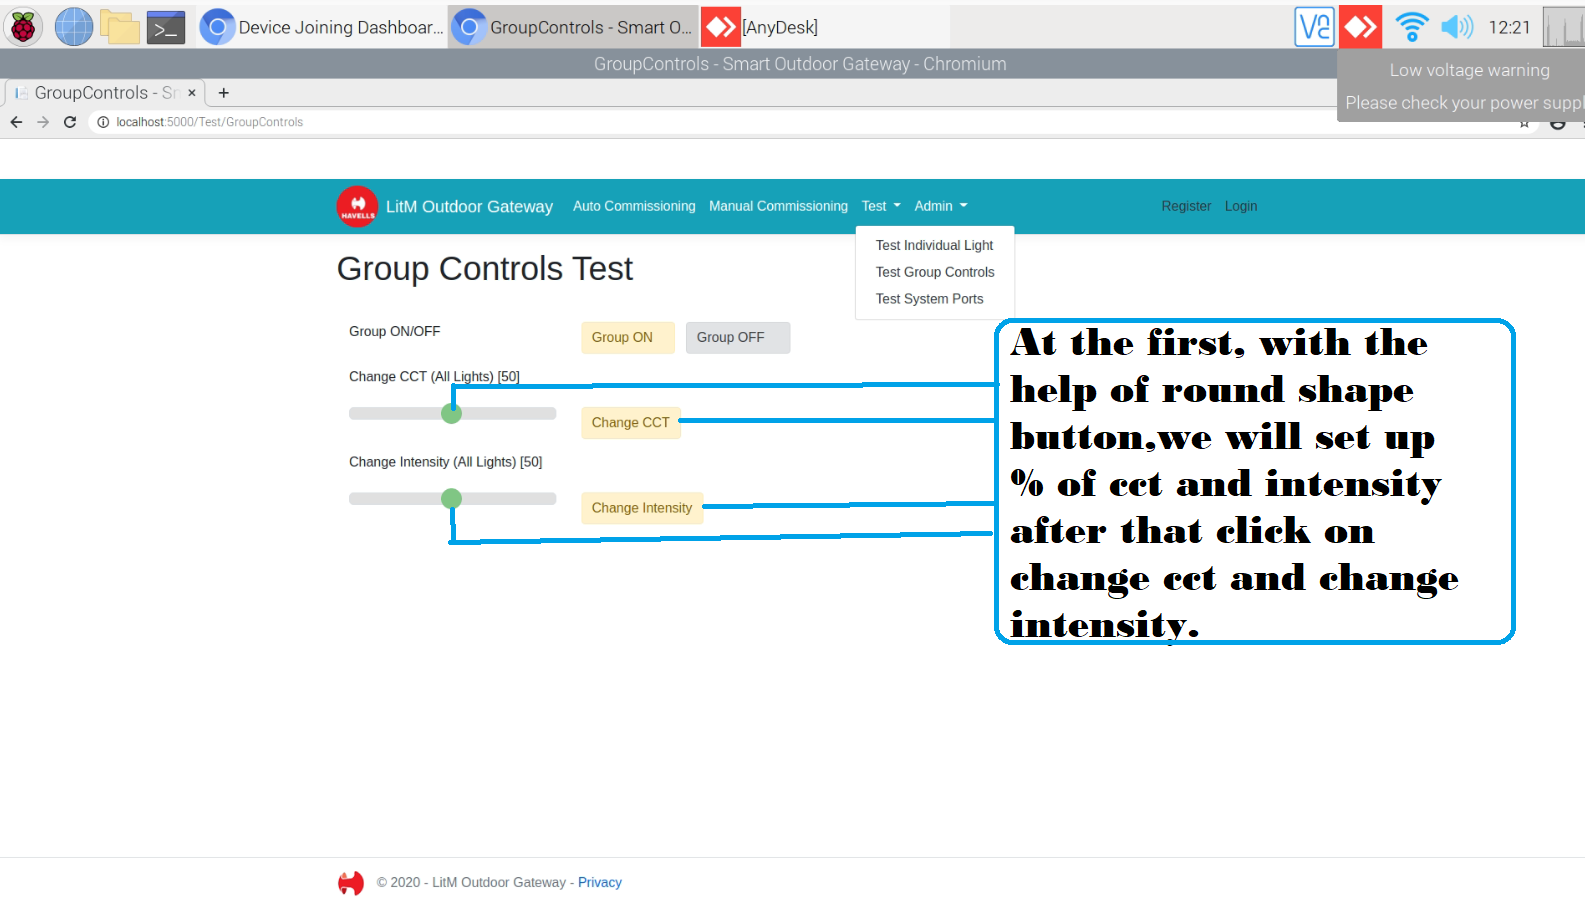 Device Joining Dashboar...
GroupControls - Smart O...
[AnyDesk]
12:21
GroupControls - Smart Outdoor Gateway - Chromium
Low voltage warning
Please check your power suppl
GroupControls - Sm
localhost:5000/Test/GroupControls
HAVELLS
LitM Outdoor Gateway
Auto Commissioning
Manual Commissioning
Test
Admin
Register
Login
Test Individual Light
Test Group Controls
Test System Ports
Group Controls Test
Group ON/OFF
Group ON
Group OFF
Change CCT (All Lights) [50]
Change CCT
Change Intensity (All Lights) [50]
Change Intensity
At the first, with the
help of round shape
button,we will set up
% of cct and intensity
after that click on
change cct and change
intensity.
© 2020 - LitM Outdoor Gateway - Privacy